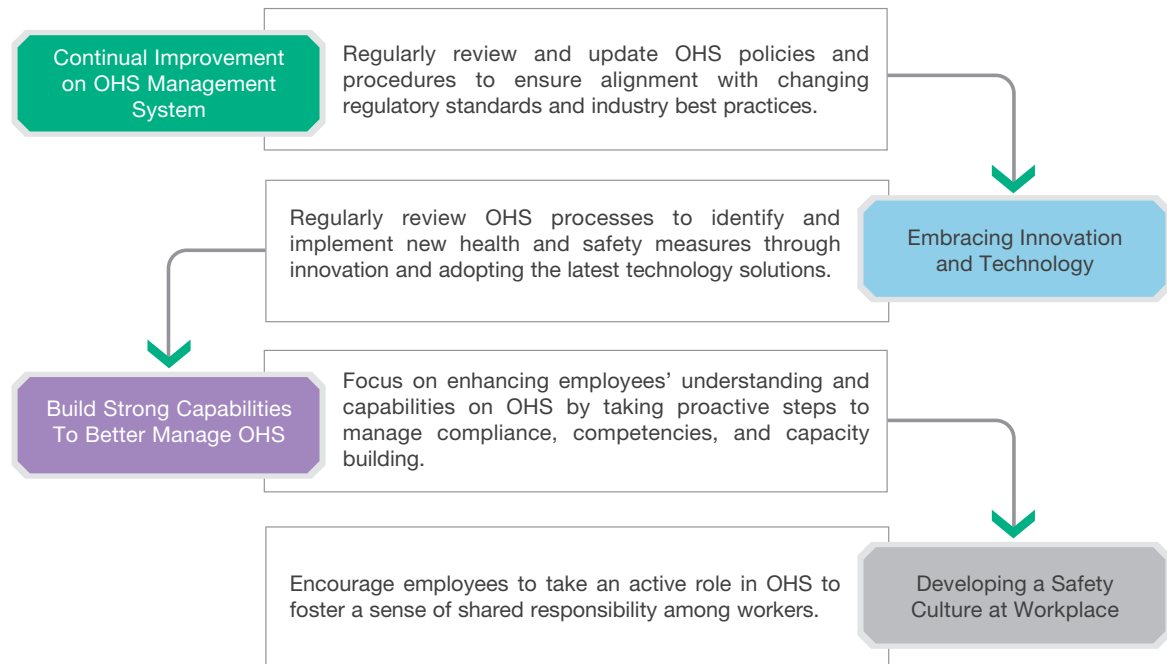 Continual Improvement
on OHS Management
System
Regularly review and update OHS policies and
procedures to ensure alignment with changing
regulatory standards and industry best practices.
Regularly review OHS processes to identify and
implement new health and safety measures through
innovation and adopting the latest technology solutions.
Embracing Innovation
and Technology
Build Strong Capabilities
To Better Manage OHS
Focus on enhancing employees’ understanding and
capabilities on OHS by taking proactive steps to
manage compliance, competencies, and capacity
building.
Encourage employees to take an active role in OHS to
foster a sense of shared responsibility among workers.
Developing a Safety
Culture at Workplace